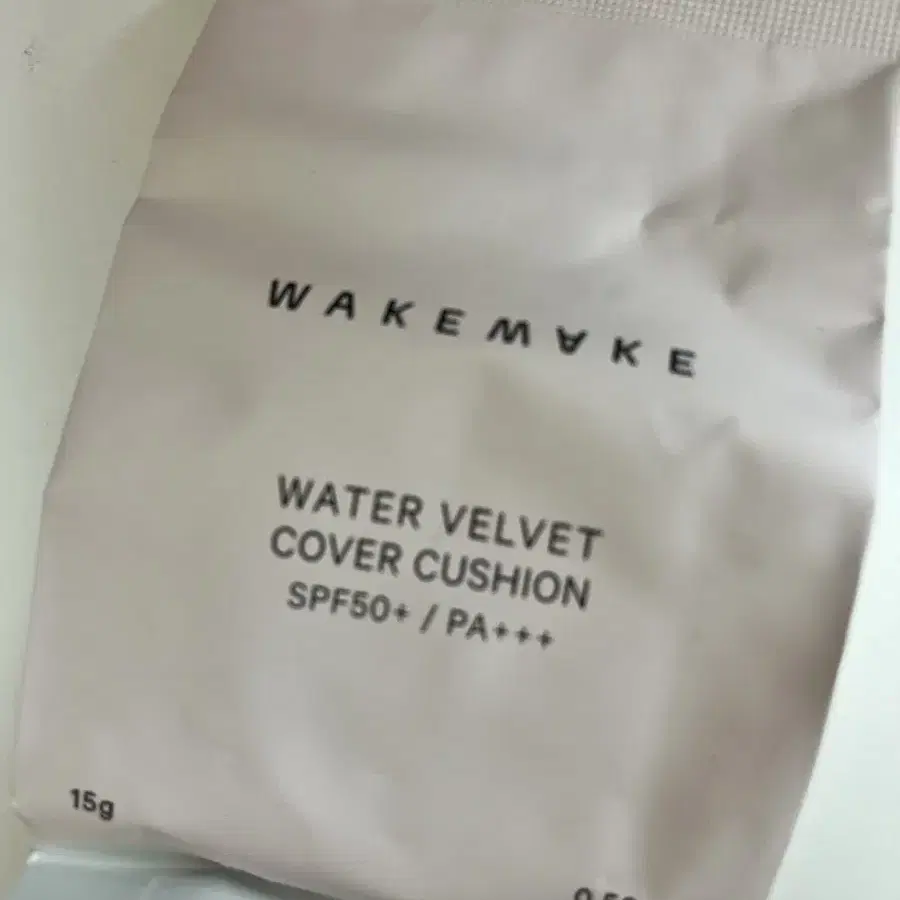 WAKEMAKE
WATER VELVET
COVER CUSHION
SPF50+ / PA+++
15g